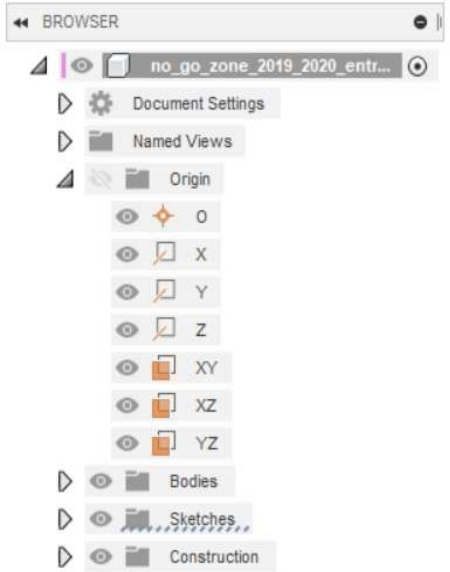 BROWSER
no_go_zone_2019_2020_entr...
Document Settings
Named Views
Origin
O
X
Y
Z
XY
XZ
YZ
Bodies
Sketches
Construction